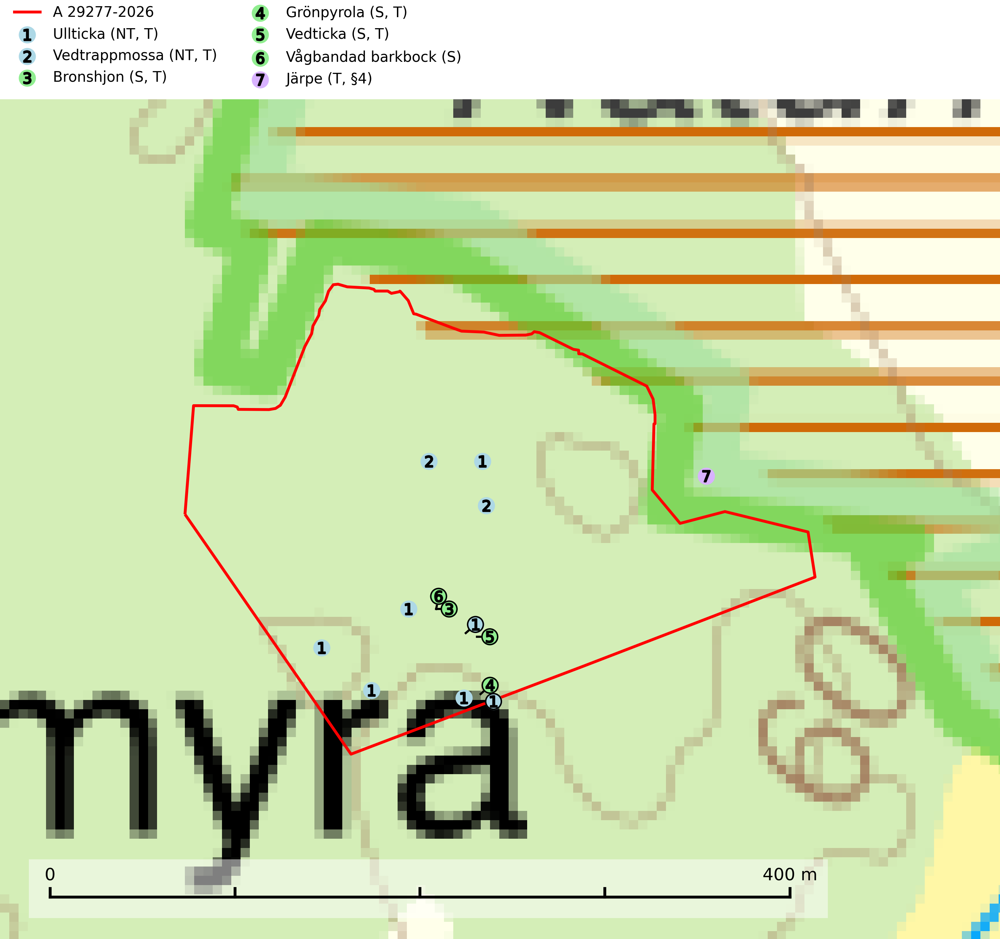 A 29277-2026
1 Ullticka (NT, T)
2 Vedtrappmossa (NT, T)
3 Bronshjon (S, T)
4 Grönpyrola (S, T)
5 Vedticka (S, T)
6 Vågbandad barkbock (S)
7 Järpe (T, §4)
2 1
7
2
6
1 3
1
5
1
4
1
1 1
myra
0 400 m